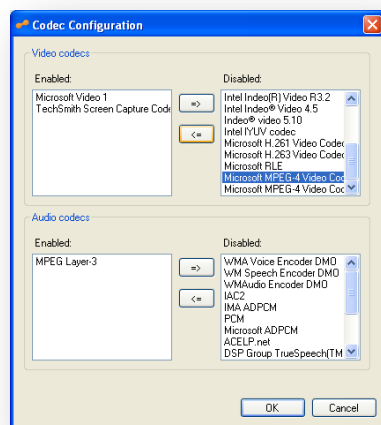 Codec Configuration
Video codecs
Enabled:
Disabled:
Microsoft Video 1
TechSmith Screen Capture Code
=>
<=
Intel Indeo(R) Video R3.2
Intel Indeo® Video 4.5
Indeo® video 5.10
Intel IYUV codec
Microsoft H.261 Video Codec
Microsoft H.263 Video Codec
Microsoft RLE
Microsoft MPEG-4 Video Cod
Microsoft MPEG-4 Video Cod
Audio codecs
Enabled:
Disabled:
MPEG Layer-3
=>
<=
WMA Voice Encoder DMO
WM Speech Encoder DMO
WMAudio Encoder DMO
IAC2
IMA ADPCM
PCM
Microsoft ADPCM
ACELP.net
DSP Group TrueSpeech(TM
OK
Cancel